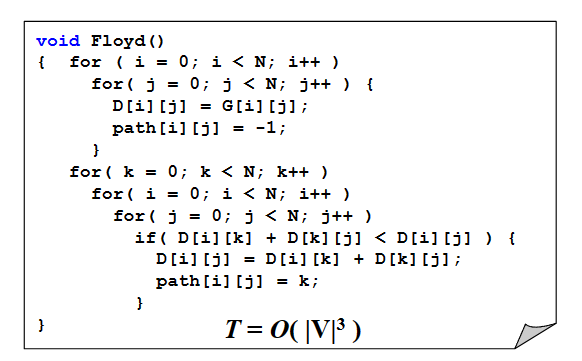 void Floyd()
{ for ( i = 0; i < N; i++ )
for( j = 0; j < N; j++ ) {
D[i][j] = G[i][j];
path[i][j] = -1;
}
for( k = 0; k < N; k++ )
for( i = 0; i < N; i++ )
for( j = 0; j < N; j++ )
if( D[i][k] + D[k][j] < D[i][j] ) {
D[i][j] = D[i][k] + D[k][j];
path[i][j] = k;
}
} T = O( |V|³ )